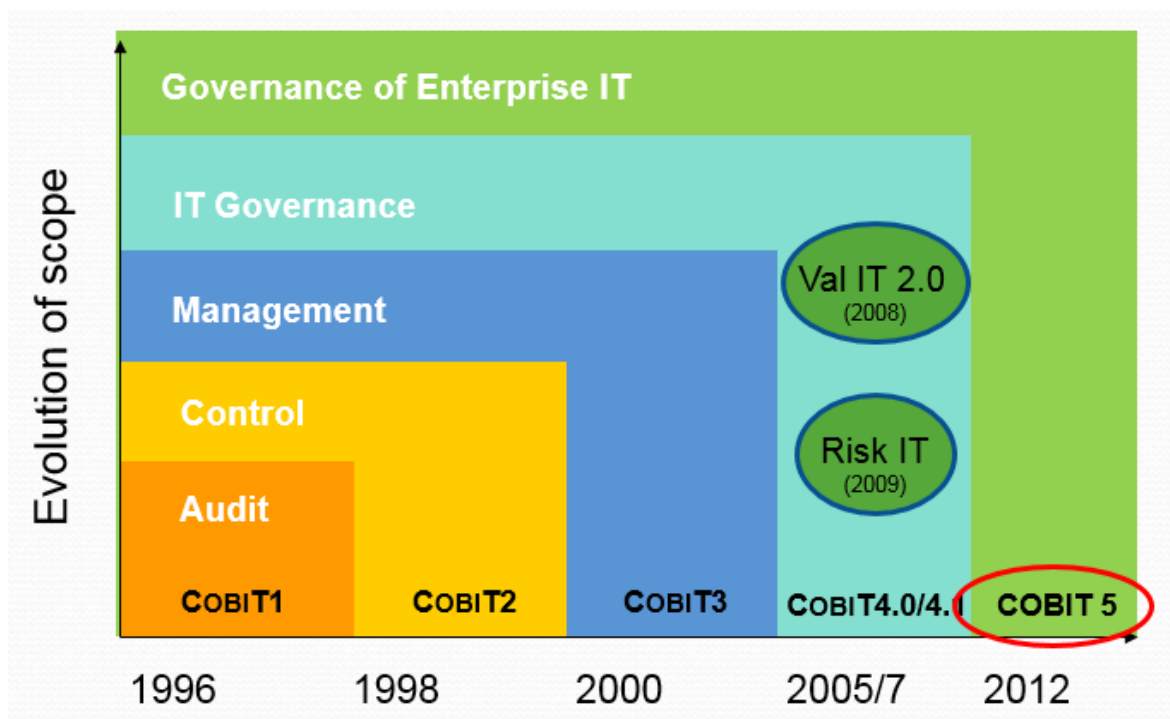 Evolution of scope
Governance of Enterprise IT
IT Governance
Val IT 2.0
(2008)
Management
Control
Risk IT
(2009)
Audit
COBIT1
COBIT2
COBIT3
COBIT4.0/4.1
COBIT 5
1996
1998
2000
2005/7
2012